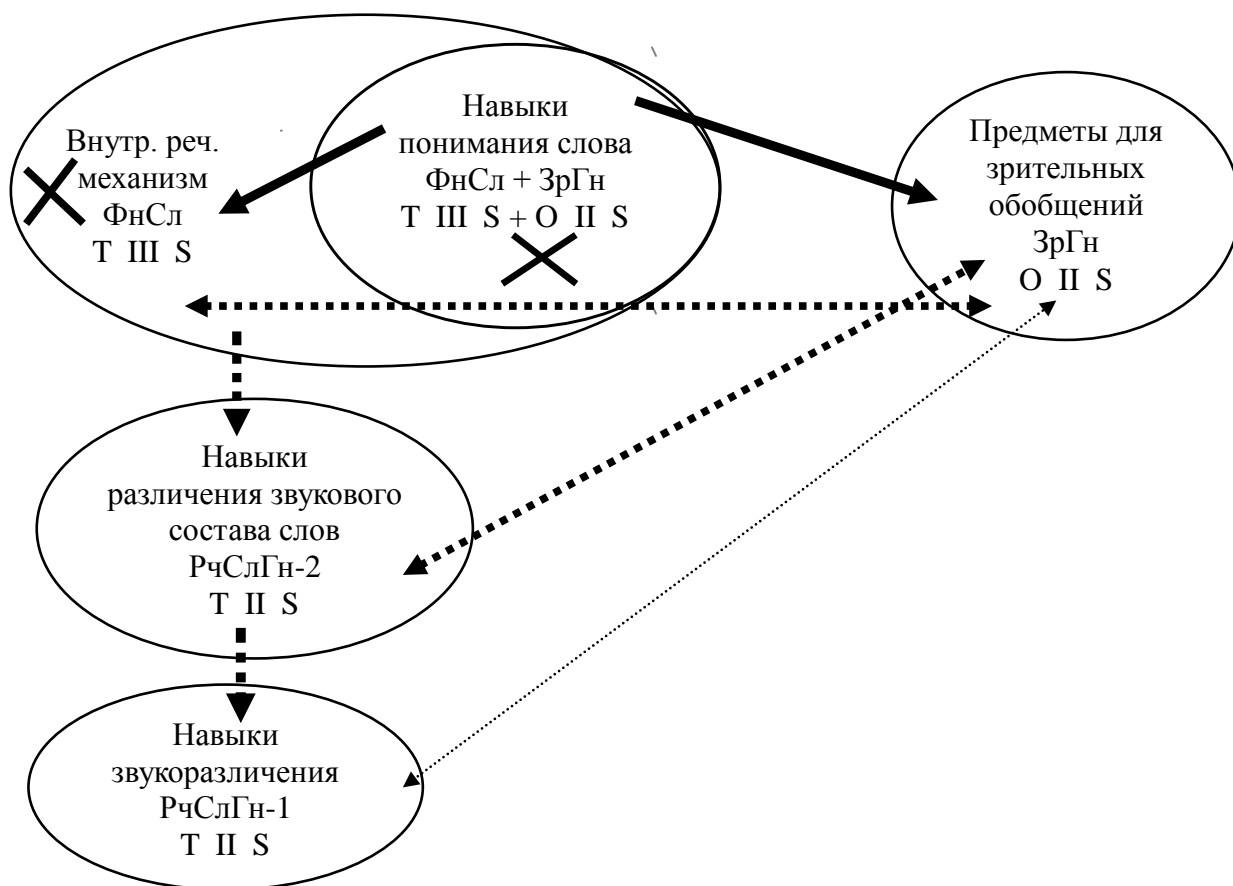 Внутр. реч.
механизм
ФнСл
T III S
Навыки
понимания слова
ФнСл + ЗрГн
T III S + O II S
Предметы для
зрительных
обобщений
ЗрГн
O II S
Навыки
различения звукового
состава слов
РчСлГн-2
T II S
Навыки
звукоразличения
РчСлГн-1
T II S